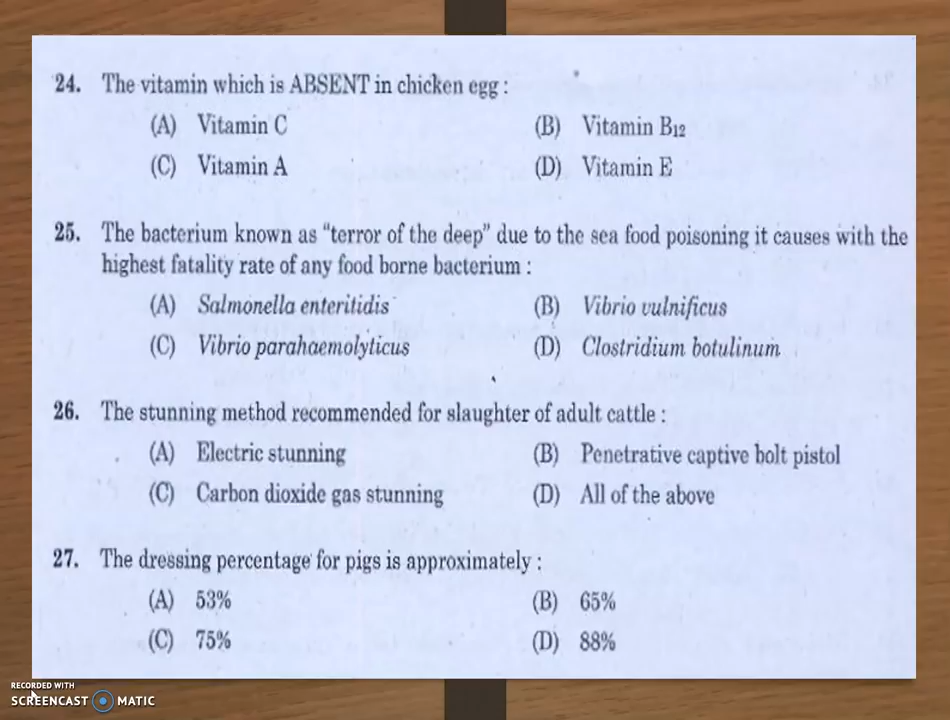 24. The vitamin which is ABSENT in chicken egg :
(A) Vitamin C (B) Vitamin B12
(C) Vitamin A (D) Vitamin E
25. The bacterium known as "terror of the deep" due to the sea food poisoning it causes with the
highest fatality rate of any food borne bacterium :
(A) Salmonella enteritidis (B) Vibrio vulnificus
(C) Vibrio parahaemolyticus (D) Clostridium botulinum
26. The stunning method recommended for slaughter of adult cattle :
(A) Electric stunning (B) Penetrative captive bolt pistol
(C) Carbon dioxide gas stunning (D) All of the above
27. The dressing percentage for pigs is approximately :
(A) 53% (B) 65%
(C) 75% (D) 88%
RECORDED WITH
SCREENCAST MATIC